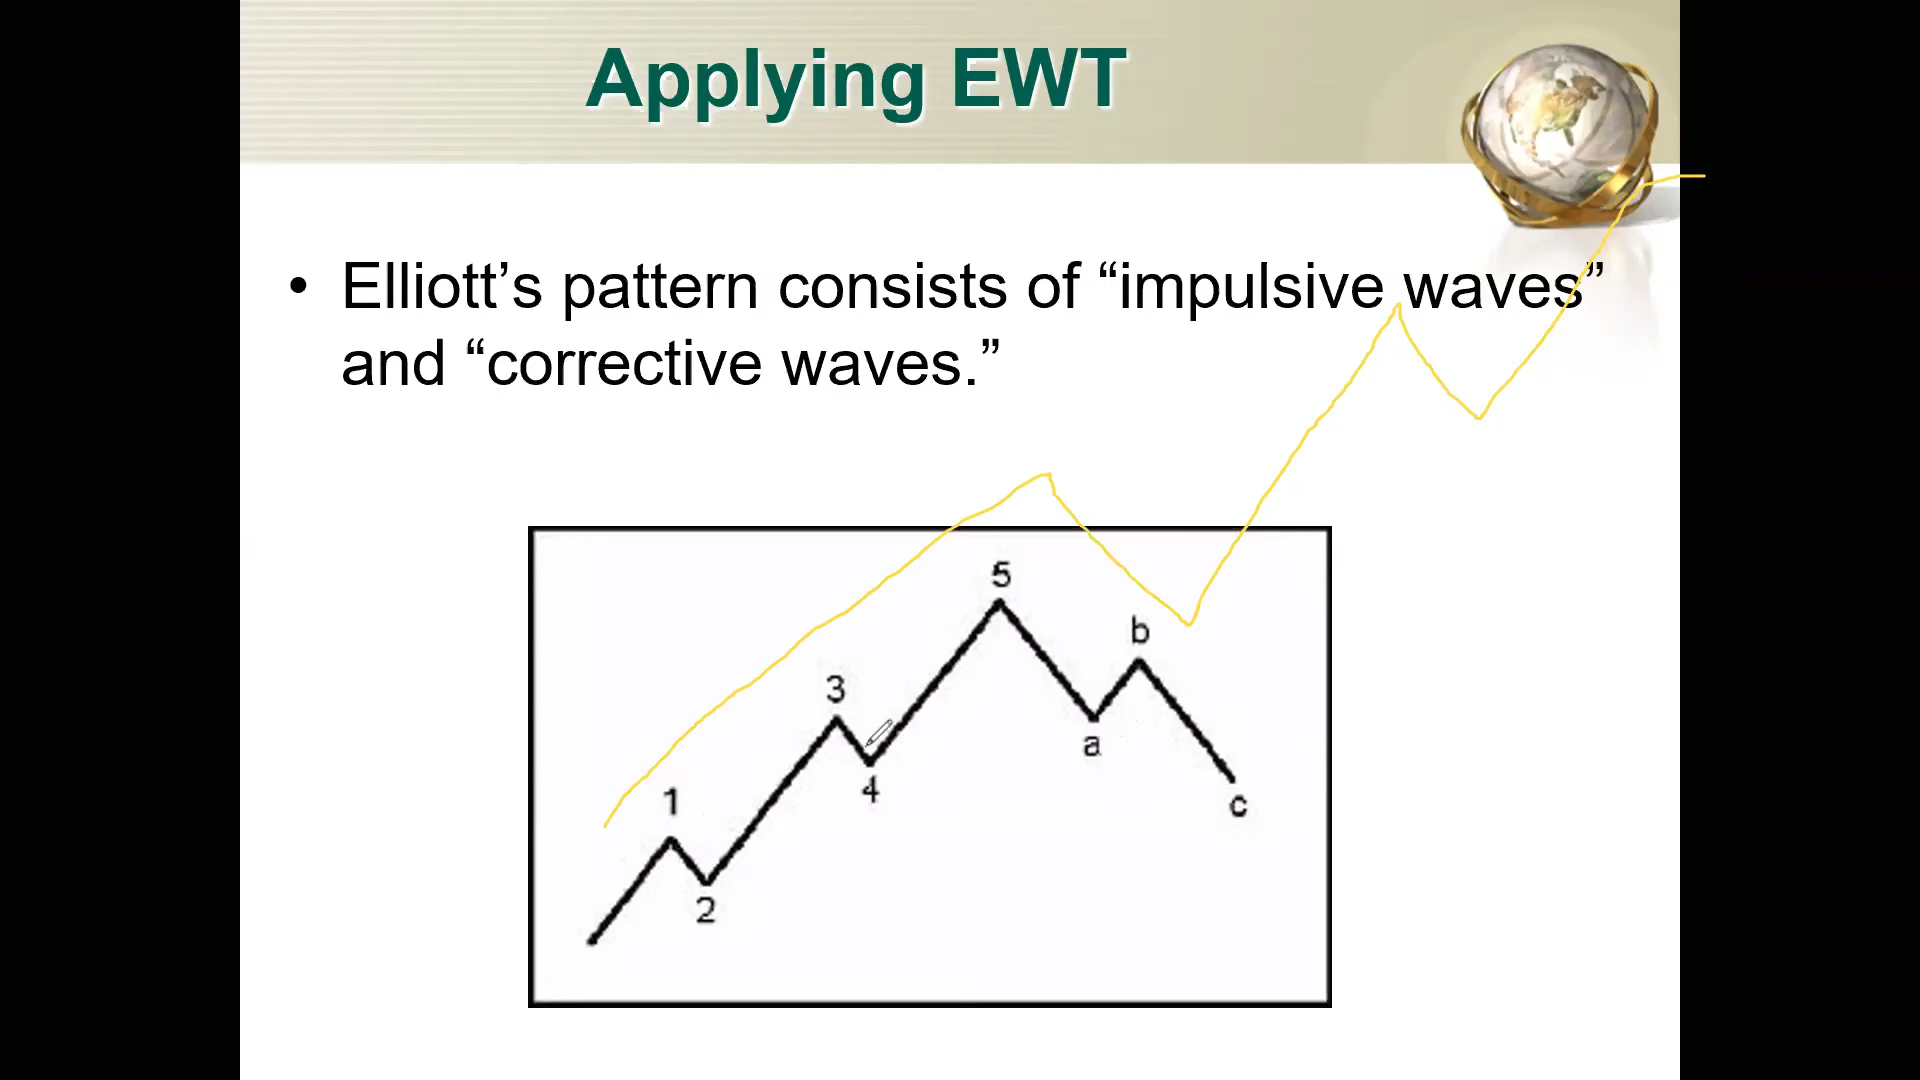 Applying EWT
• Elliott’s pattern consists of “impulsive waves”
and “corrective waves.”
5
b
3
a
4
1
c
2